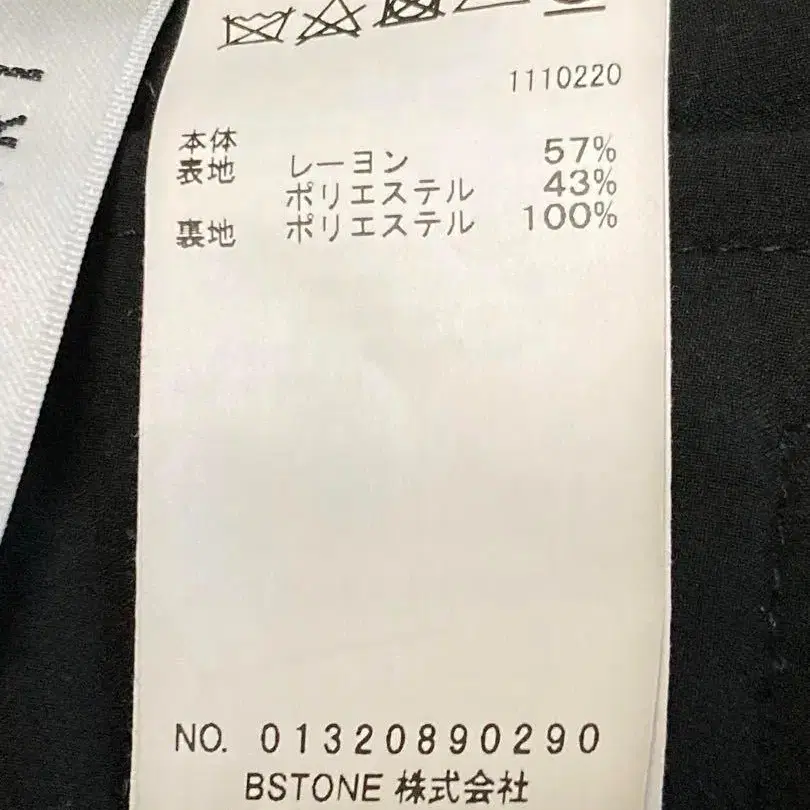 1110220
本体
表地 レーヨン 57%
ポリエステル 43%
裏地 ポリエステル 100%
NO. 01320890290
BSTONE 株式会社